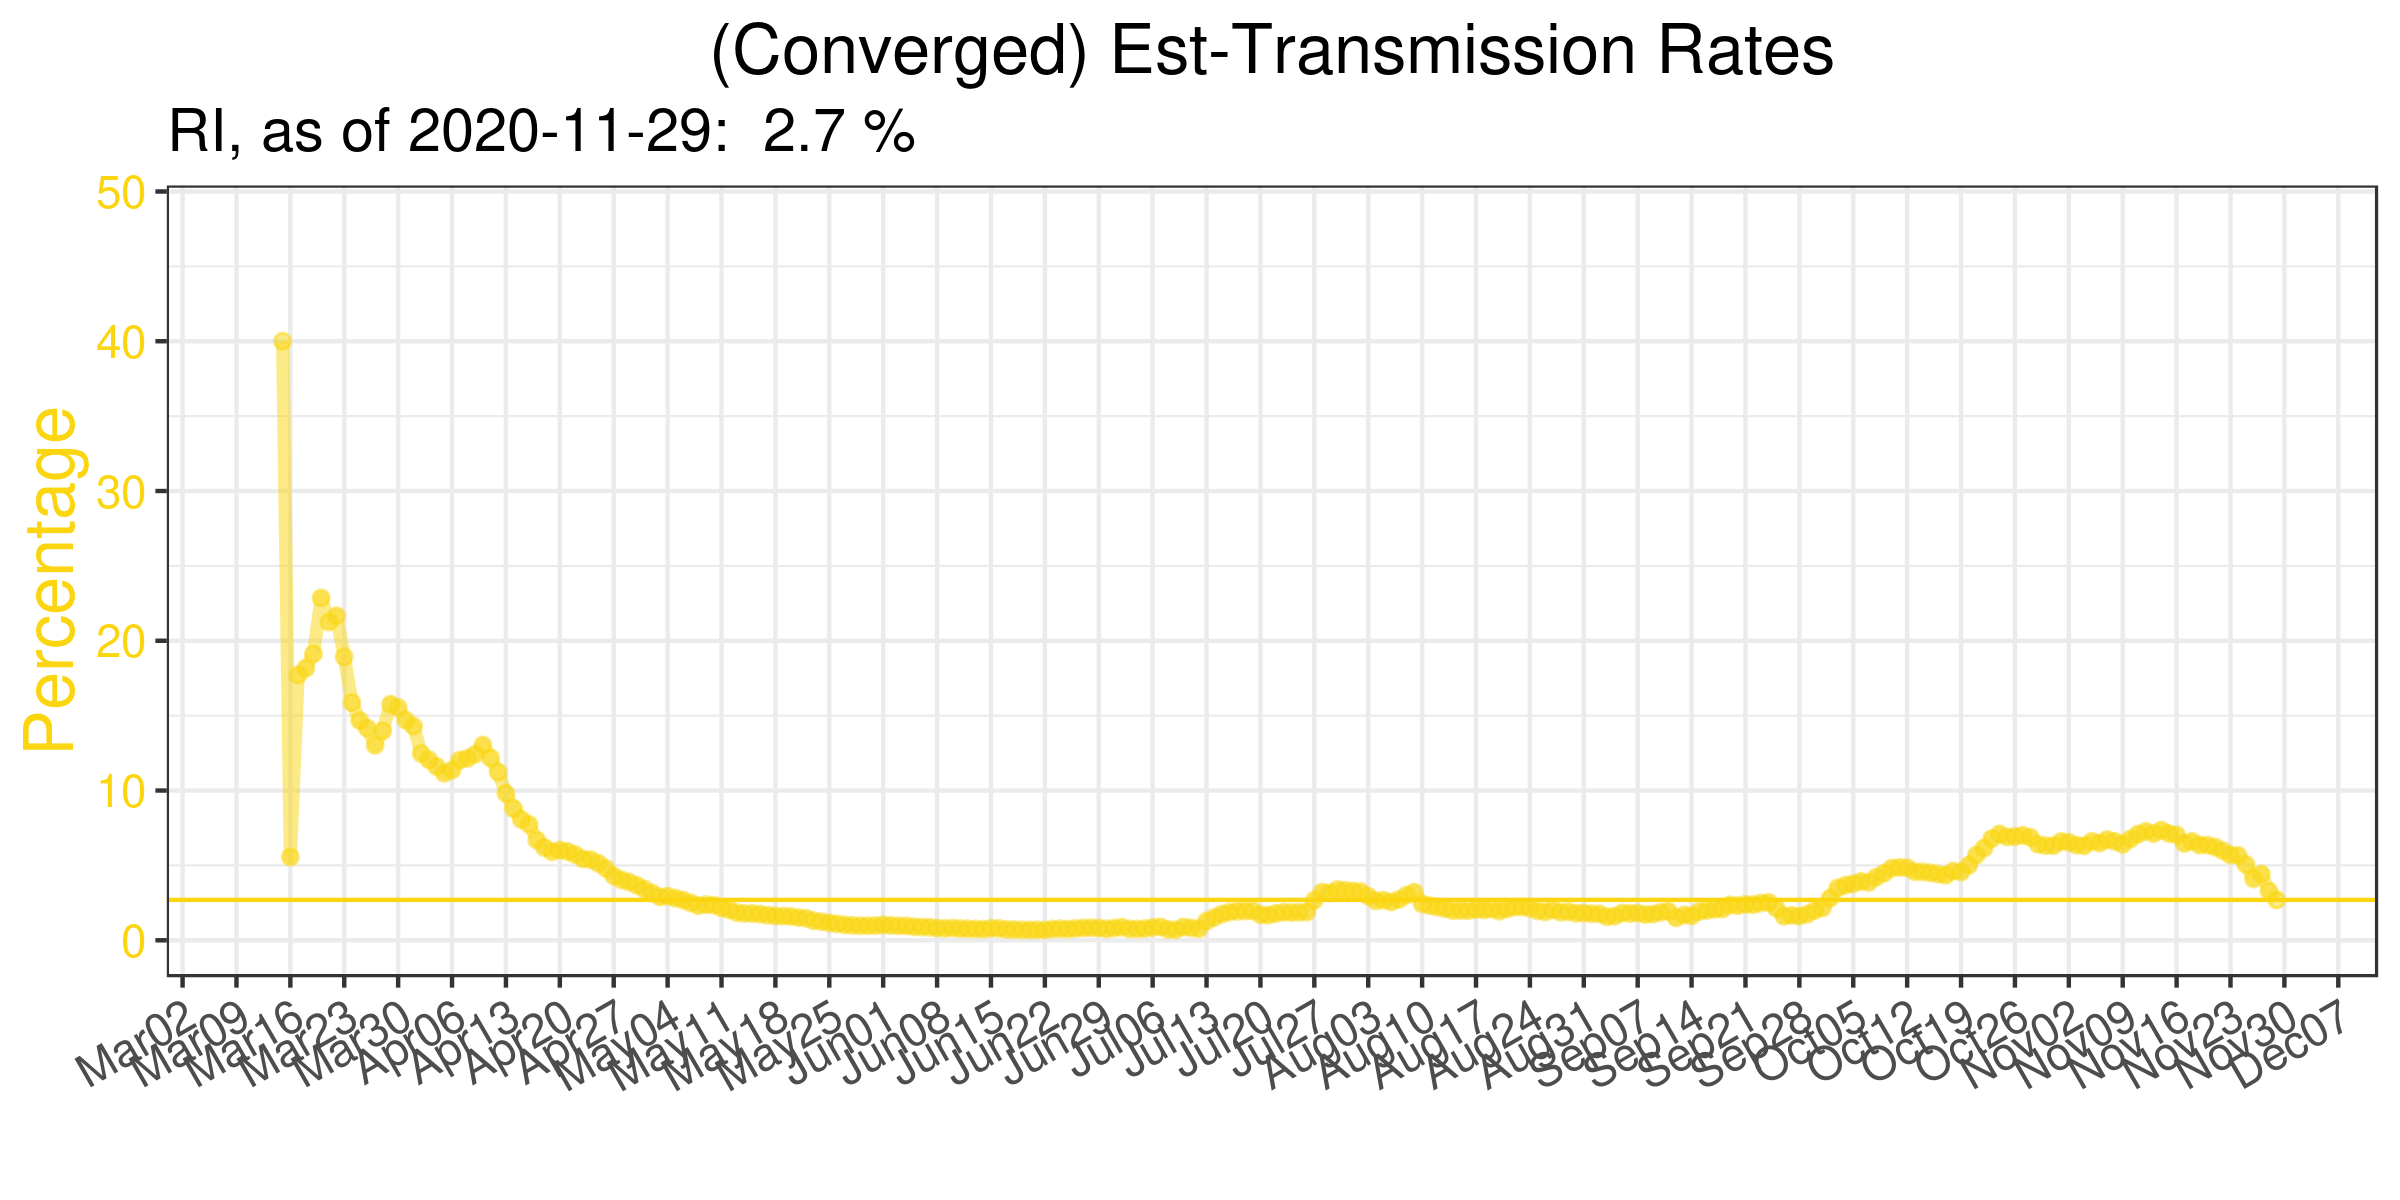 (Converged) Est-Transmission Rates
RI, as of 2020-11-29:  2.7 %
Percentage
50
40
30
20
10
0
Mar02
Mar09
Mar16
Mar23
Mar30
Apr06
Apr13
Apr20
Apr27
May04
May11
May18
May25
Jun01
Jun08
Jun15
Jun22
Jun29
Jul06
Jul13
Jul20
Jul27
Aug03
Aug10
Aug17
Aug24
Aug31
Sep07
Sep14
Sep21
Sep28
Oct05
Oct12
Oct19
Oct26
Nov02
Nov09
Nov16
Nov23
Nov30
Dec07